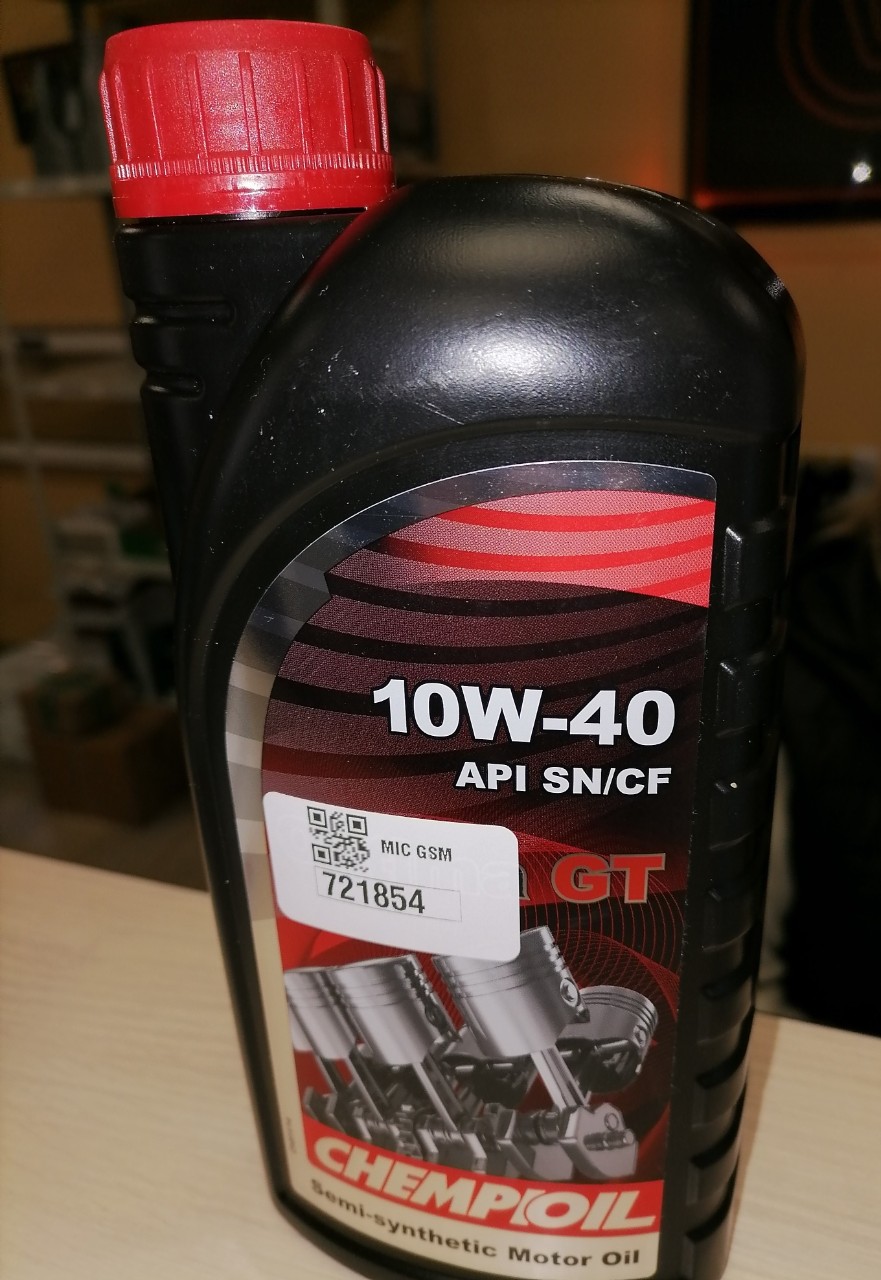 10W-40
API SN/CF
MIC GSM
721854
GT
CHEMPIOIL
Semi-synthetic Motor Oil